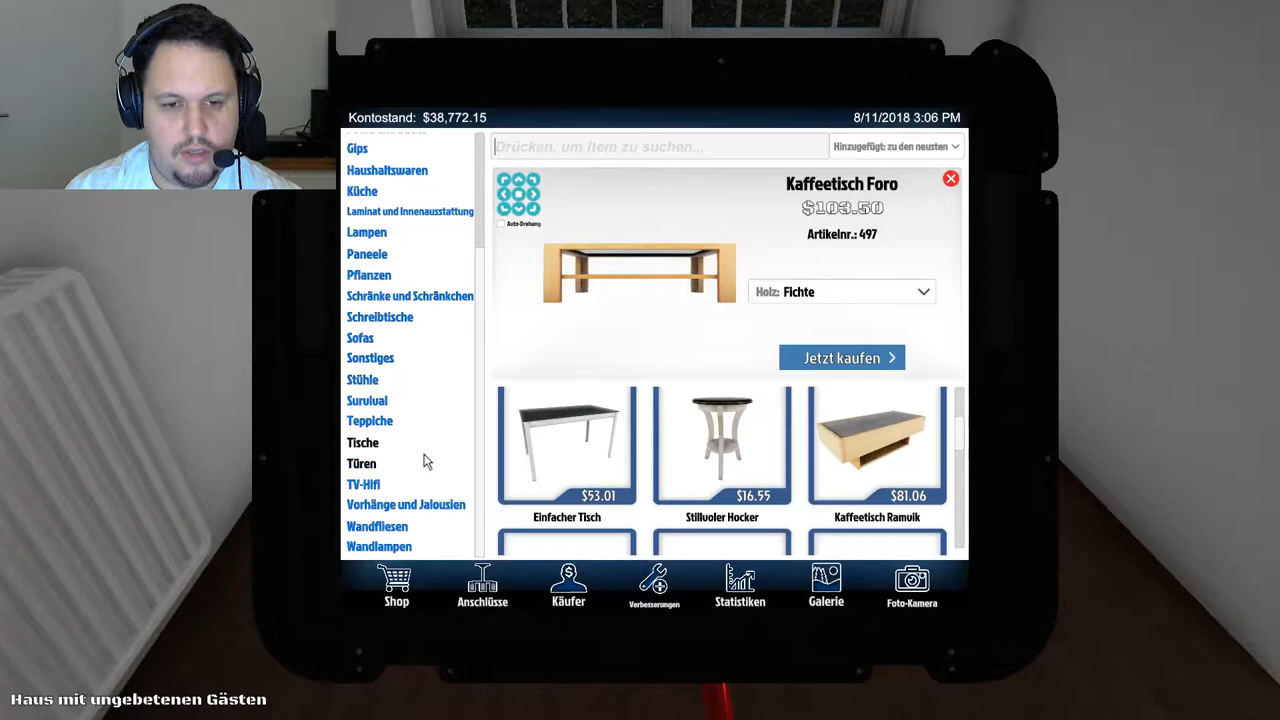 Kontostand: $38,772.15
8/11/2018 3:06 PM
Gips
Haushaltswaren
Küche
Laminat und Innenausstattung
Lampen
Paneele
Pflanzen
Schränke und Schränkchen
Schreibtische
Sofas
Sonstiges
Stühle
Survival
Teppiche
Tische
Türen
TV-Hifi
Vorhänge und Jalousien
Wandfliesen
Wandlampen
Drücken. um Item zu suchen...
Hinzugefügt: zu den neusten
Auto-Drehung
Kaffeetisch Foro
$103.50
Artikelnr.: 497
Holz: Fichte
Jetzt kaufen
$53.01
$16.55
$81.06
Einfacher Tisch
Stillvoler Hocker
Kaffeetisch Ramvik
Shop
Anschlüsse
Käufer
Verbesserungen
Statistiken
Galerie
Foto-Kamera
Haus mit ungebetenen Gästen